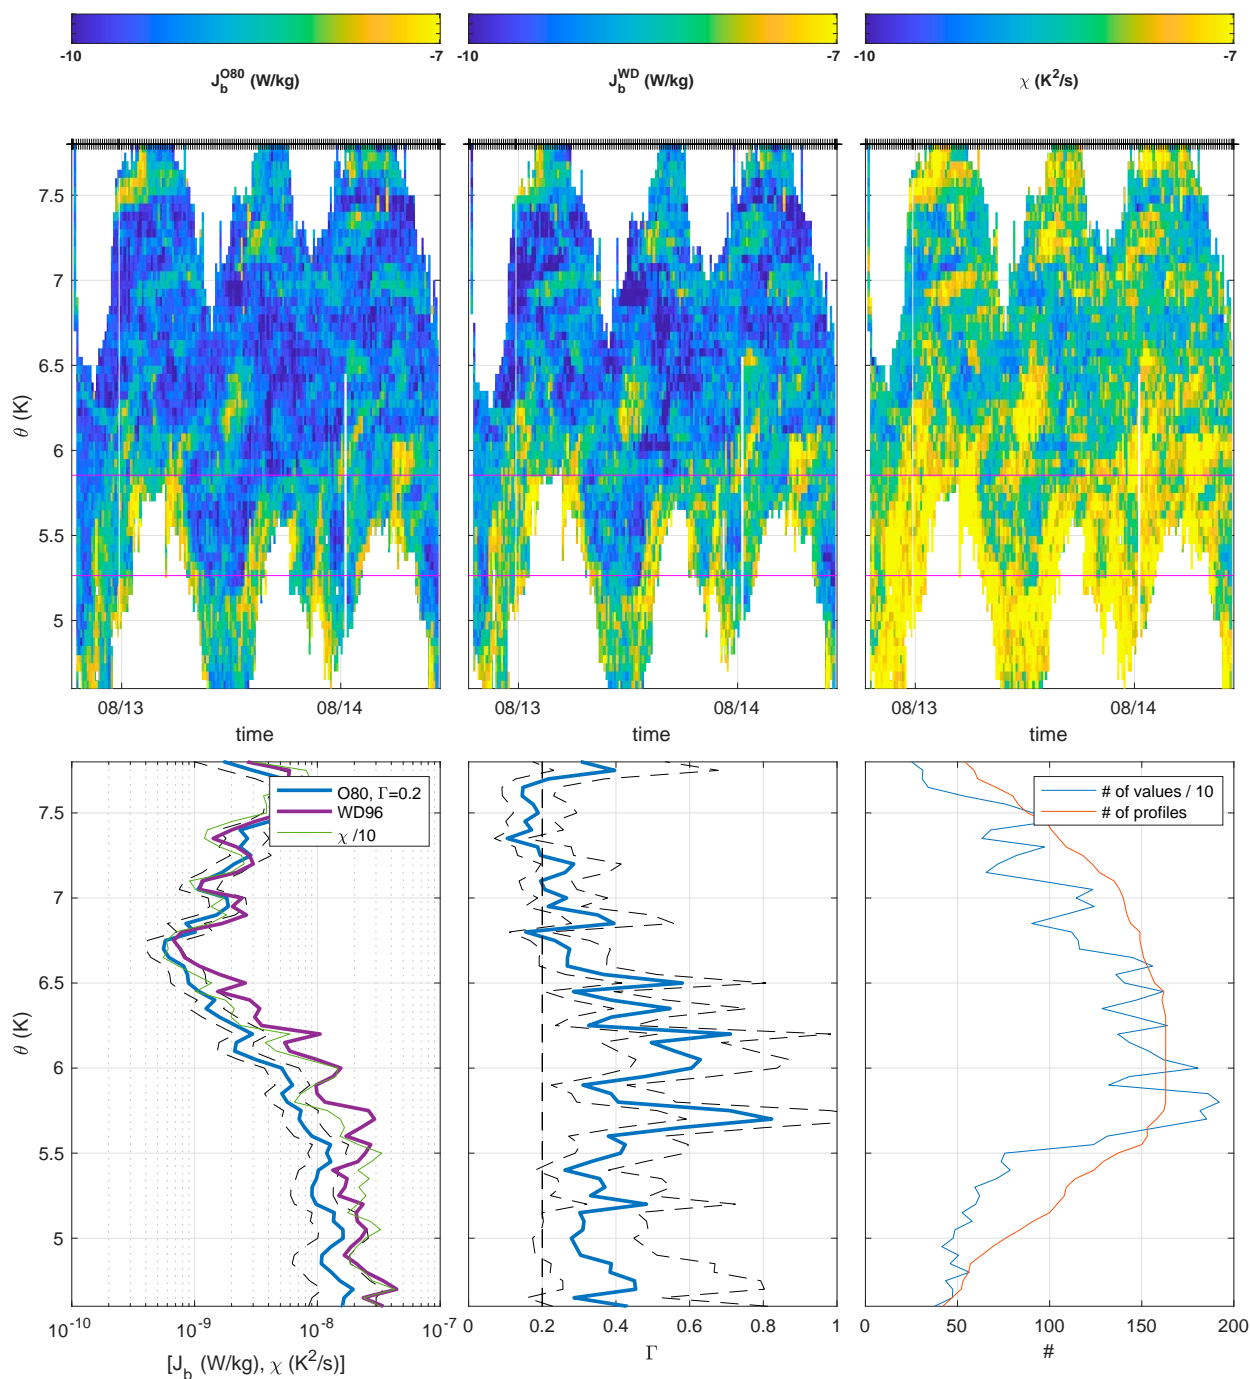 -10 -7 -10 -7 -10 -7
J_b^O80 (W/kg) J_b^WD (W/kg) χ (K^2/s)
7.5
7
6.5
θ (K)
6
5.5
5
08/13 08/14 08/13 08/14 08/13 08/14
time time time
O80, Γ=0.2
WD96
χ /10
# of values / 10
# of profiles
7.5
7
6.5
θ (K)
6
5.5
5
10^-10 10^-9 10^-8 10^-7 0 0.2 0.4 0.6 0.8 1 0 50 100 150 200
[J_b (W/kg), χ (K^2/s)] Γ #